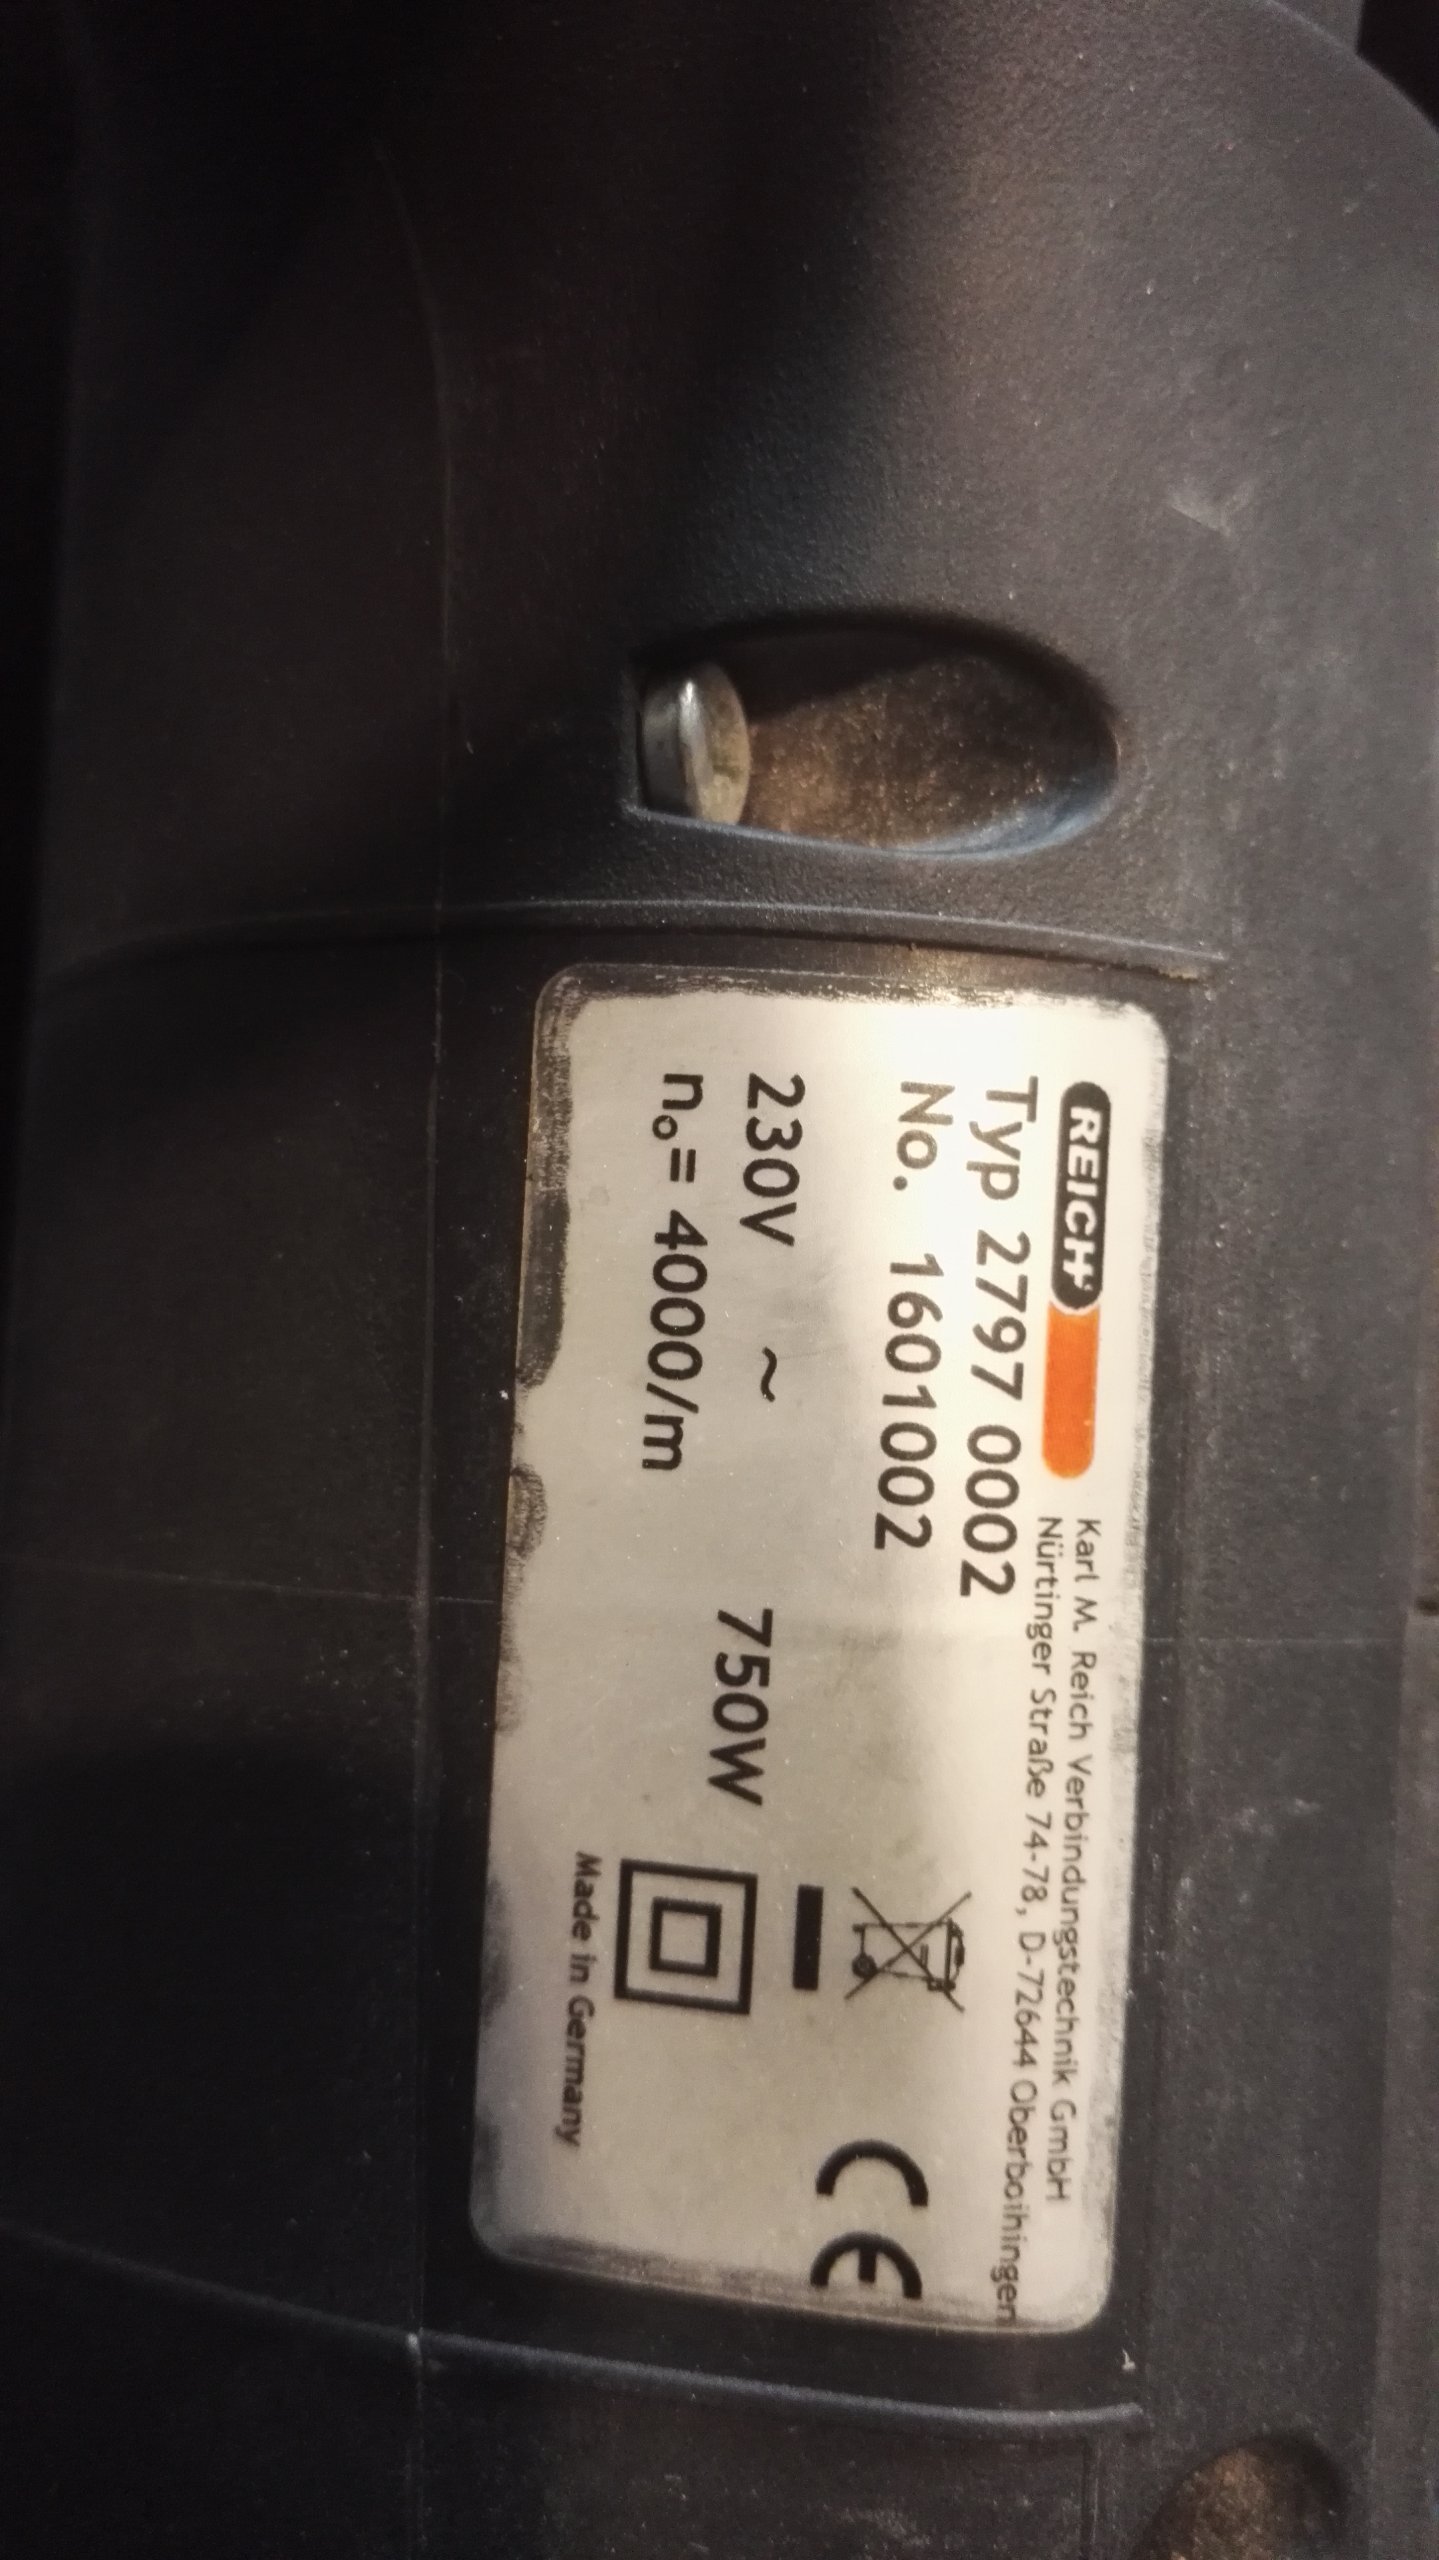 REICH
Karl M. Reich Verbindungstechnik GmbH
Nürtinger Straße 74-78, D-72644 Oberboihingen
Typ 2797 0002
No. 1601002
230V ~ 750W
n₀= 4000/m
CE
Made in Germany